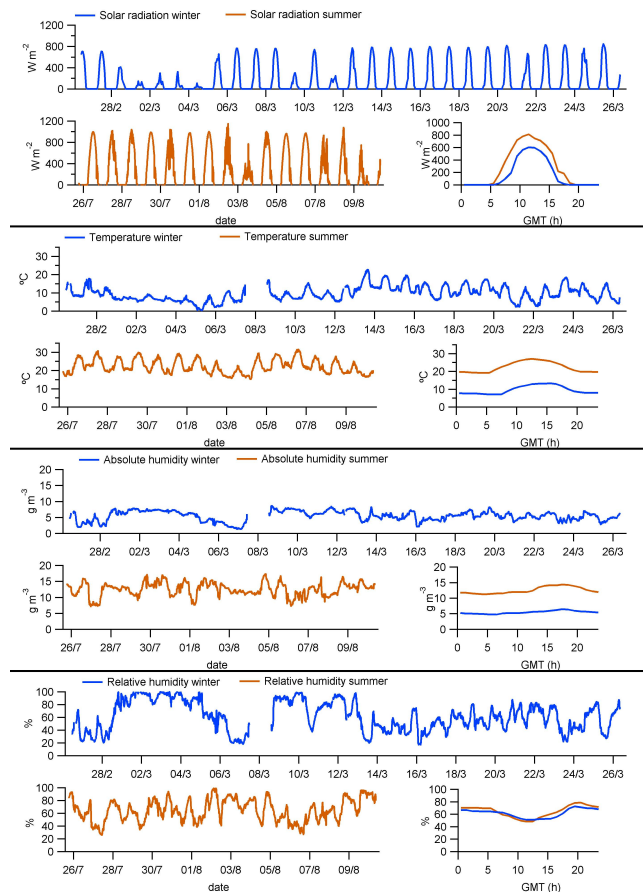 Solar radiation winter Solar radiation summer
1200
800
400
0
W m-2
28/2 02/3 04/3 06/3 08/3 10/3 12/3 14/3 16/3 18/3 20/3 22/3 24/3 26/3
1200
1000
800
600
400
200
0
W m-2
26/7 28/7 30/7 01/8 03/8 05/8 07/8 09/8
date
1000
800
600
400
200
0
W m-2
0 5 10 15 20
GMT (h)
Temperature winter Temperature summer
30
20
10
0
ºC
28/2 02/3 04/3 06/3 08/3 10/3 12/3 14/3 16/3 18/3 20/3 22/3 24/3 26/3
30
20
10
0
ºC
26/7 28/7 30/7 01/8 03/8 05/8 07/8 09/8
date
30
20
10
0
ºC
0 5 10 15 20
GMT (h)
Absolute humidity winter Absolute humidity summer
20
15
10
5
0
g m-3
28/2 02/3 04/3 06/3 08/3 10/3 12/3 14/3 16/3 18/3 20/3 22/3 24/3 26/3
20
15
10
5
0
g m-3
26/7 28/7 30/7 01/8 03/8 05/8 07/8 09/8
date
20
15
10
5
0
g m-3
0 5 10 15 20
GMT (h)
Relative humidity winter Relative humidity summer
100
80
60
40
20
0
%
28/2 02/3 04/3 06/3 08/3 10/3 12/3 14/3 16/3 18/3 20/3 22/3 24/3 26/3
100
80
60
40
20
0
%
26/7 28/7 30/7 01/8 03/8 05/8 07/8 09/8
date
100
80
60
40
20
0
%
0 5 10 15 20
GMT (h)